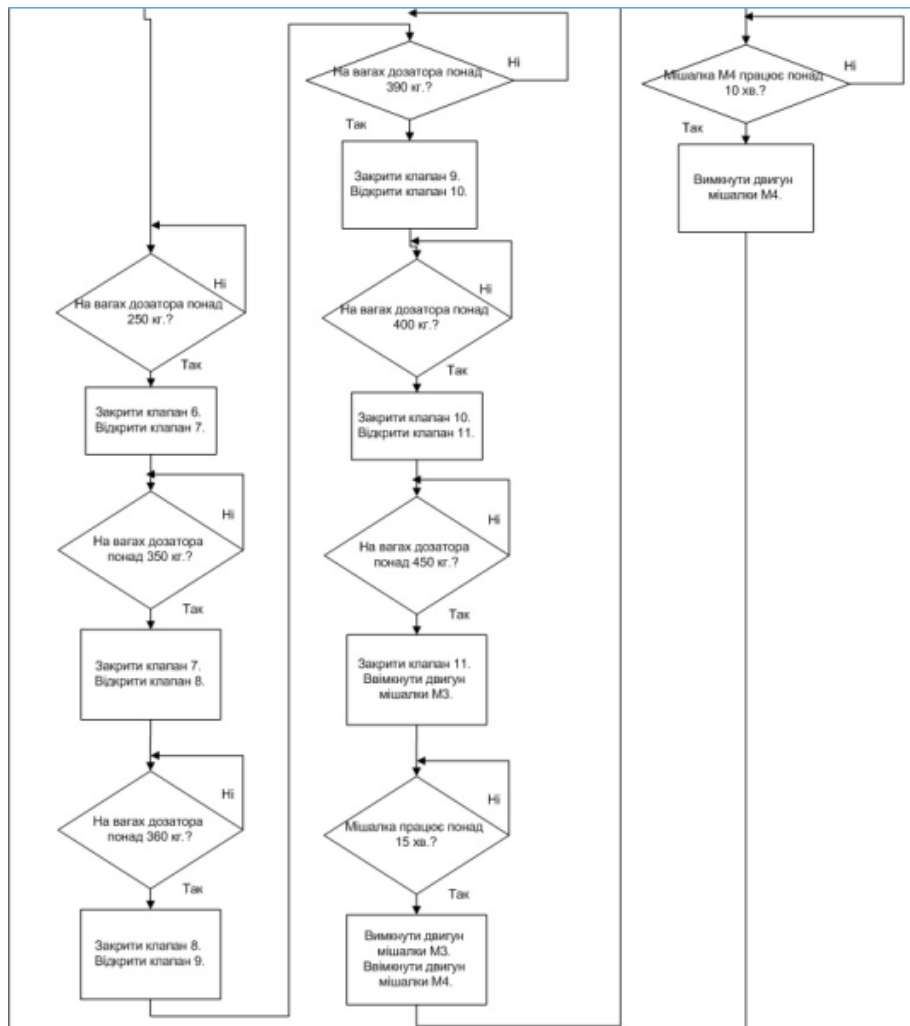 На вагах дозатора понад
250 кг.?
Ні
Так
Закрити клапан 6.
Відкрити клапан 7.
На вагах дозатора
понад 350 кг.?
Ні
Так
Закрити клапан 7.
Відкрити клапан 8.
На вагах дозатора
понад 360 кг.?
Ні
Так
Закрити клапан 8.
Відкрити клапан 9.
На вагах дозатора понад
390 кг.?
Ні
Так
Закрити клапан 9.
Відкрити клапан 10.
На вагах дозатора понад
400 кг.?
Ні
Так
Закрити клапан 10.
Відкрити клапан 11.
На вагах дозатора понад
450 кг.?
Ні
Так
Закрити клапан 11.
Ввімкнути двигун
мішалки М3.
Мішалка працює понад
15 хв.?
Ні
Так
Вимкнути двигун
мішалки М3.
Ввімкнути двигун
мішалки М4.
Мішалка М4 працює понад
10 хв.?
Ні
Так
Вимкнути двигун
мішалки М4.